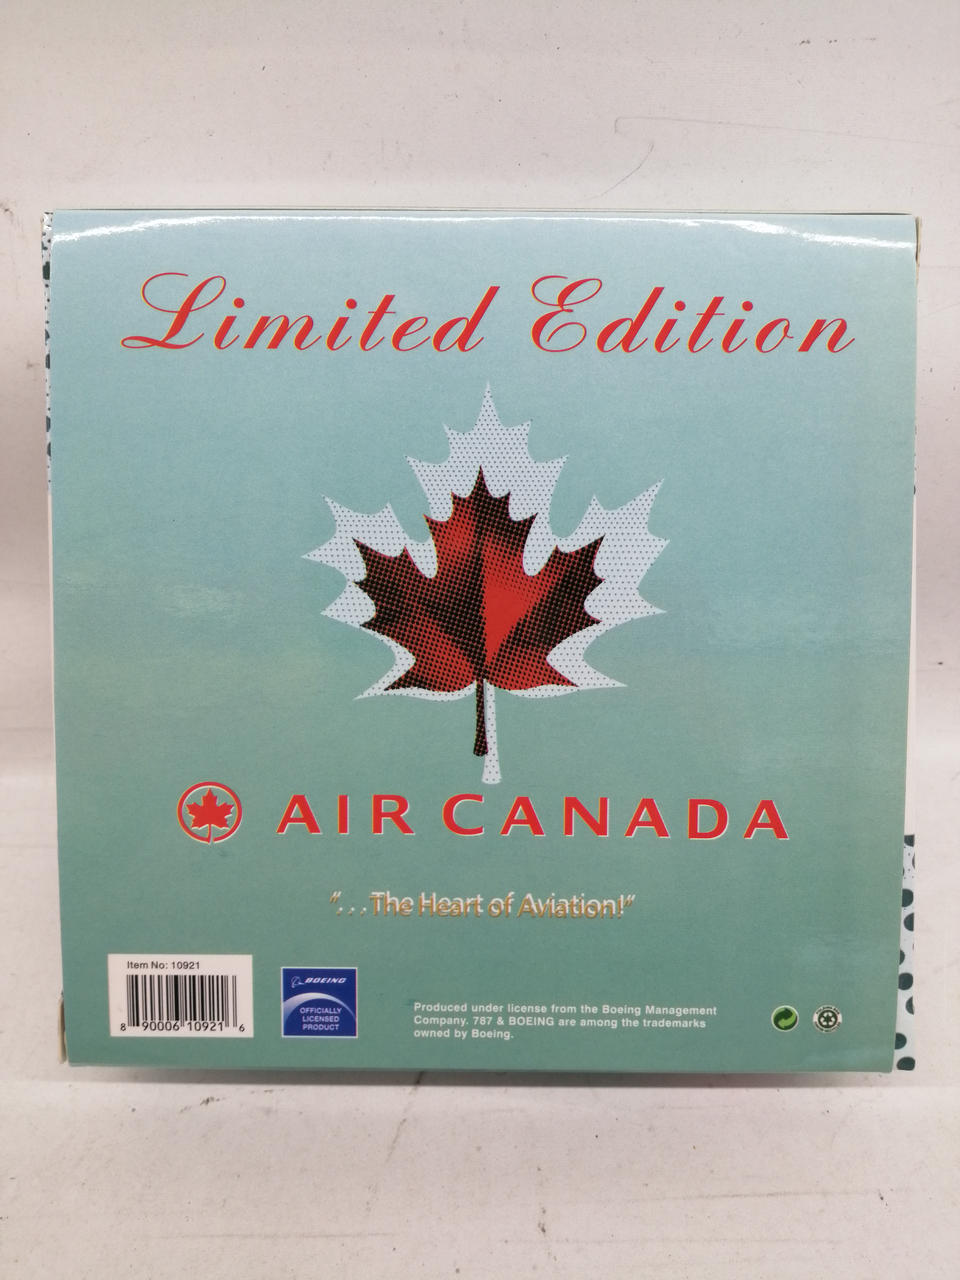 Limited Edition
AIR CANADA
“...The Heart of Aviation!”
Item No: 10921
8 90006 10921 6
BOEING
OFFICIALLY
LICENSED
PRODUCT
Produced under license from the Boeing Management
Company. 787 & BOEING are among the trademarks
owned by Boeing.